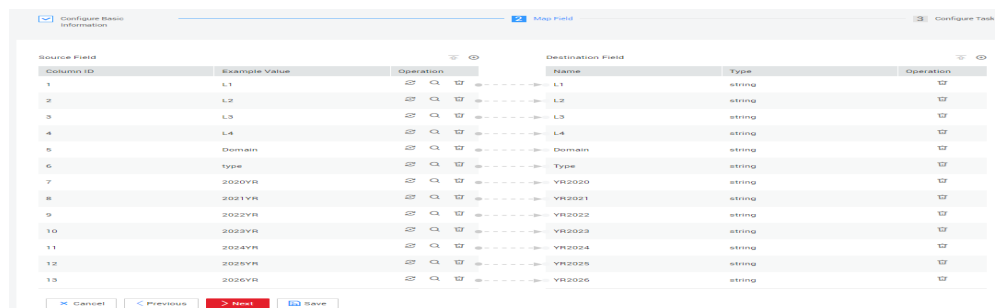 Configure Basic Information
2 Map Field
3 Configure Task
Source Field
Destination Field
Column ID Example Value Operation Name Type Operation
1 L1 L1 string
2 L2 L2 string
3 L3 L3 string
4 L4 L4 string
5 Domain Domain string
6 type Type string
7 2020YR YR2020 string
8 2021YR YR2021 string
9 2022YR YR2022 string
10 2023YR YR2023 string
11 2024YR YR2024 string
12 2025YR YR2025 string
13 2026YR YR2026 string
Cancel < Previous > Next Save